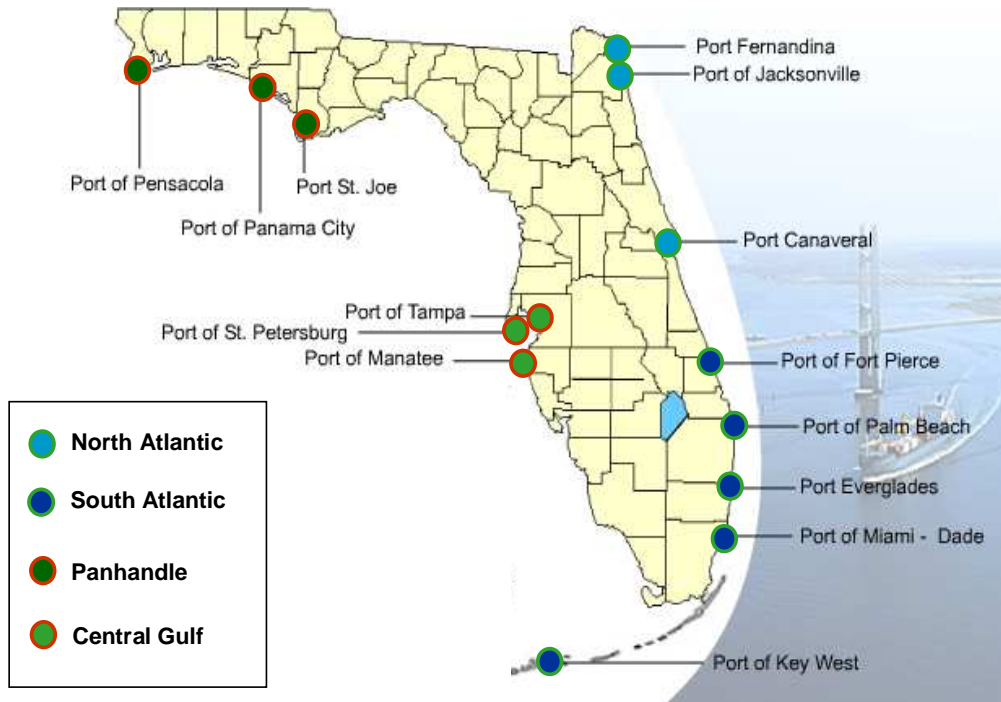 Port Fernandina
Port of Jacksonville
Port of Pensacola
Port St. Joe
Port of Panama City
Port Canaveral
Port of Tampa
Port of St. Petersburg
Port of Manatee
Port of Fort Pierce
Port of Palm Beach
Port Everglades
Port of Miami - Dade
Port of Key West
North Atlantic
South Atlantic
Panhandle
Central Gulf